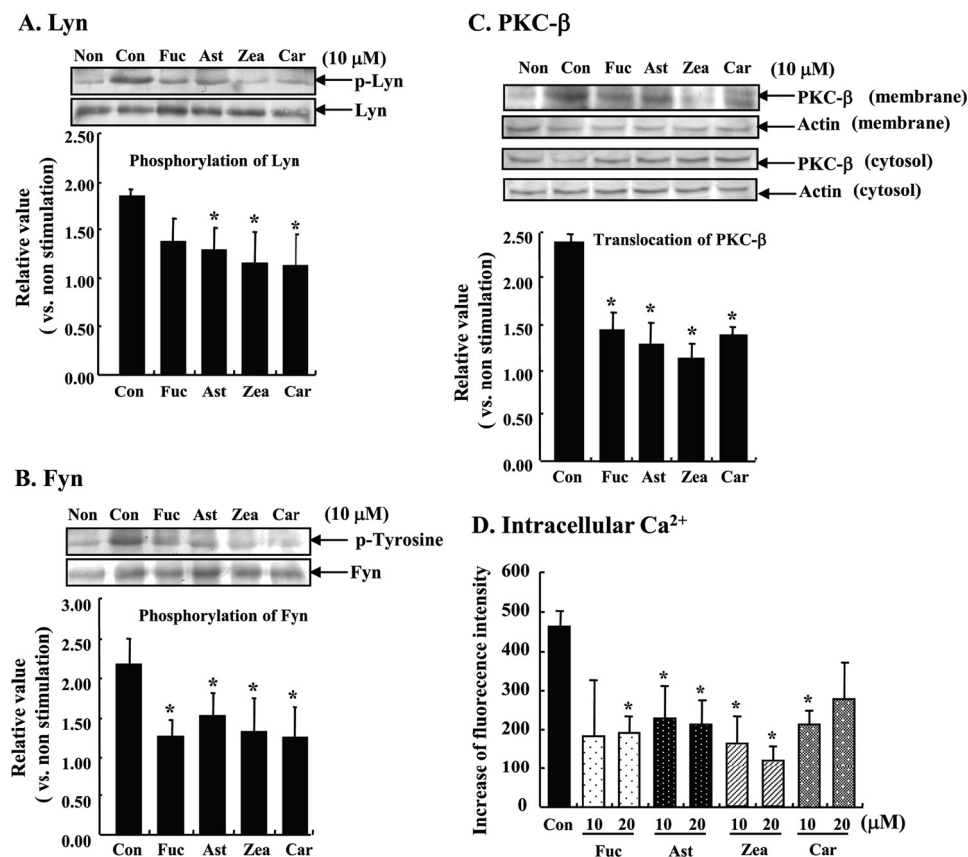 A. Lyn
Non Con Fuc Ast Zea Car (10 μM)
p-Lyn
Lyn
Phosphorylation of Lyn
Relative value
( vs. non stimulation)
2.00
1.50
1.00
0.50
0.00
* * *
Con Fuc Ast Zea Car
B. Fyn
Non Con Fuc Ast Zea Car (10 μM)
p-Tyrosine
Fyn
Phosphorylation of Fyn
Relative value
( vs. non stimulation)
3.00
2.50
2.00
1.50
1.00
0.50
0.00
* * * *
Con Fuc Ast Zea Car
C. PKC-β
Non Con Fuc Ast Zea Car (10 μM)
PKC-β (membrane)
Actin (membrane)
PKC-β (cytosol)
Actin (cytosol)
Translocation of PKC-β
Relative value
( vs. non stimulation)
2.50
2.00
1.50
1.00
0.50
0.00
* * * *
Con Fuc Ast Zea Car
D. Intracellular Ca²⁺
Increase of fluorecence intensity
600
500
400
300
200
100
0
* * * * * *
Con 10 20 10 20 10 20 10 20 (μM)
Fuc Ast Zea Car